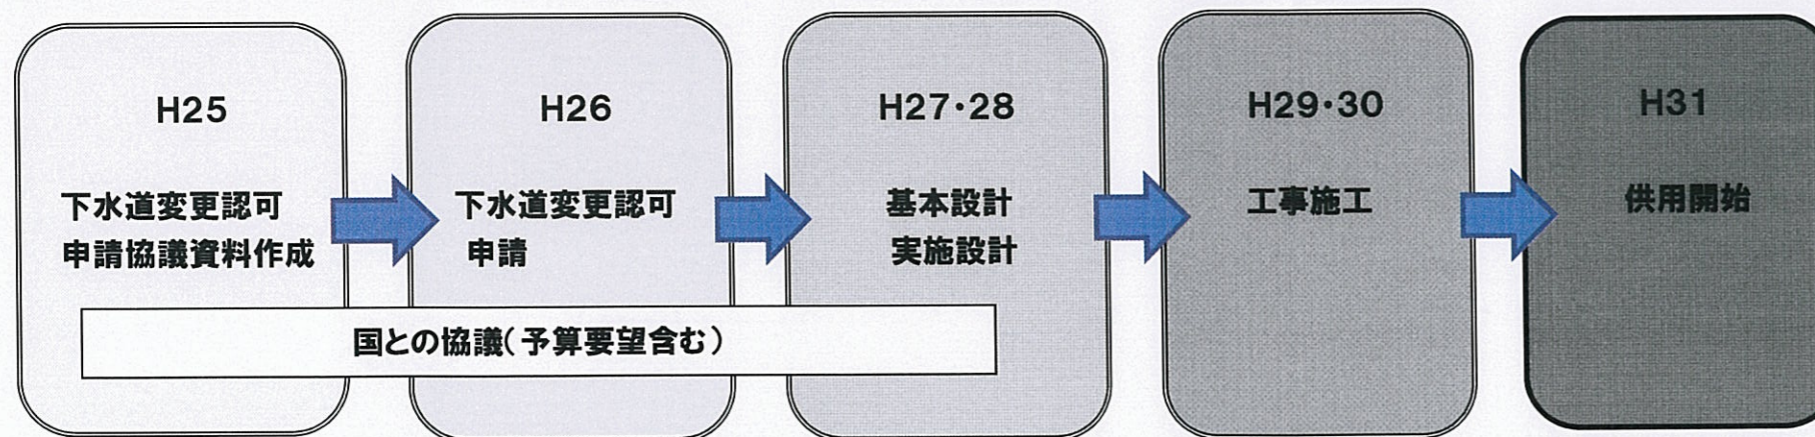 H25
下水道変更認可
申請協議資料作成
H26
下水道変更認可
申請
H27・28
基本設計
実施設計
H29・30
工事施工
H31
供用開始
国との協議(予算要望含む)